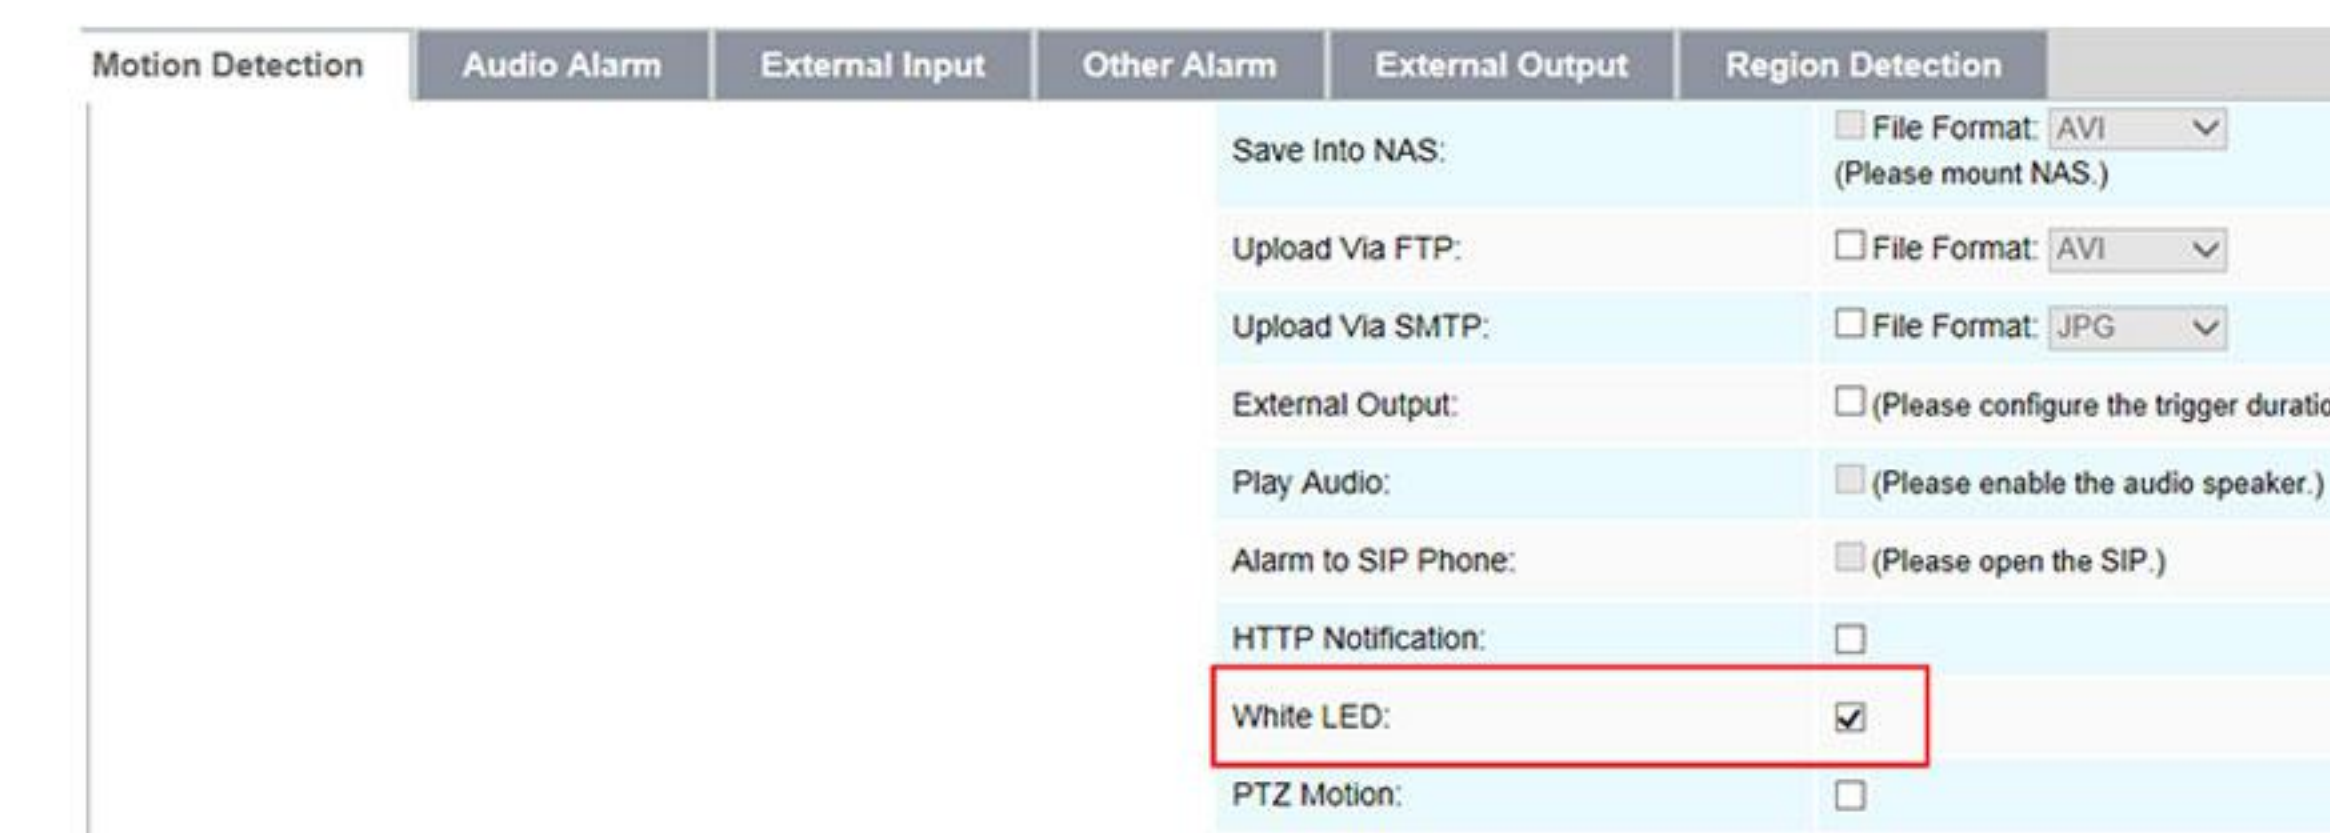 Motion Detection Audio Alarm External Input Other Alarm External Output Region Detection
Save Into NAS: File Format: AVI
(Please mount NAS.)
Upload Via FTP: File Format: AVI
Upload Via SMTP: File Format: JPG
External Output: (Please configure the trigger
Play Audio: (Please enable the audio speaker.)
Alarm to SIP Phone: (Please open the SIP.)
HTTP Notification:
White LED:
PTZ Motion: